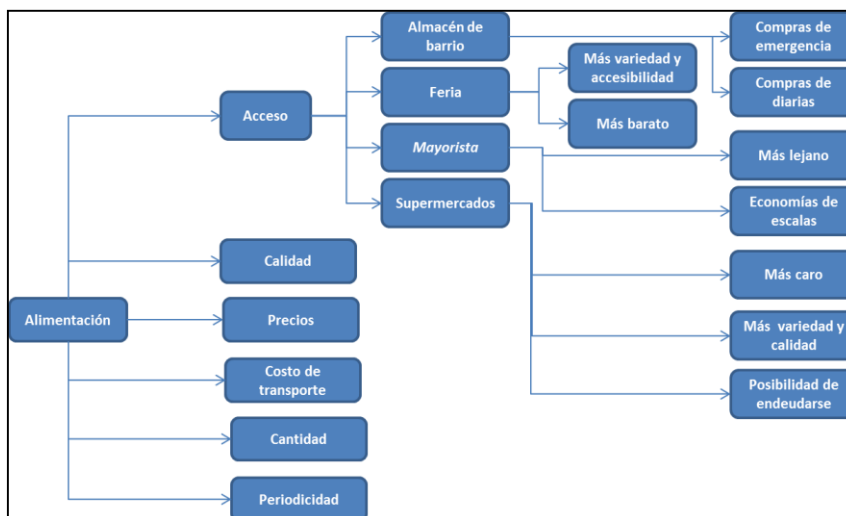 Almacén de
barrio
Compras de
emergencia
Más variedad y
accesibilidad
Compras de
diarias
Feria
Acceso
Más barato
Mayorista
Más lejano
Supermercados
Economías de
escalas
Calidad
Más caro
Alimentación
Precios
Más variedad y
calidad
Costo de
transporte
Posibilidad de
endeudarse
Cantidad
Periodicidad